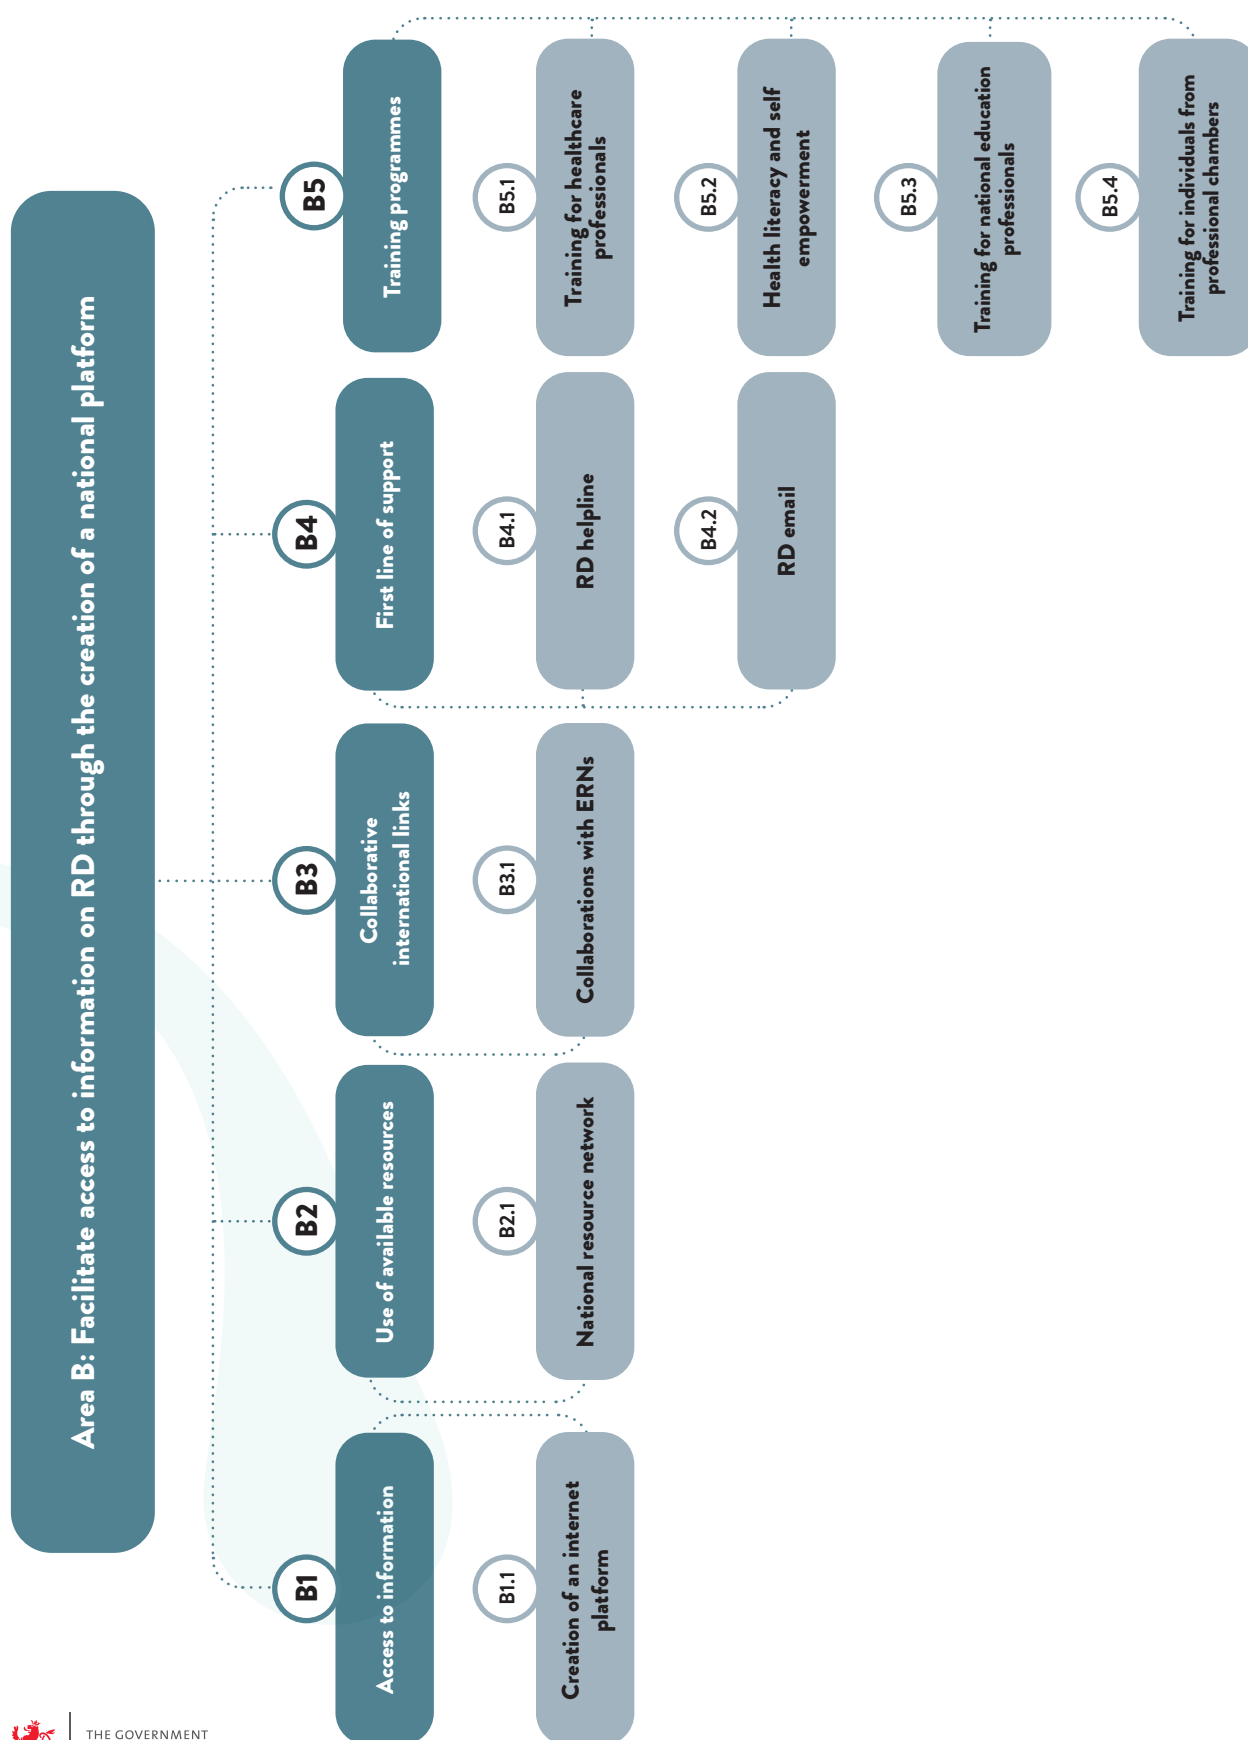 Area B: Facilitate access to information on RD through the creation of a national platform
B1
Access to information
B1.1
Creation of an internet
platform
B2
Use of available resources
B2.1
National resource network
B3
Collaborative
international links
B3.1
Collaborations with ERNs
B4
First line of support
B4.1
RD helpline
B4.2
RD email
B5
Training programmes
B5.1
Training for healthcare
professionals
B5.2
Health literacy and self
empowerment
B5.3
Training for national education
professionals
B5.4
Training for individuals from
professional chambers
THE GOVERNMENT